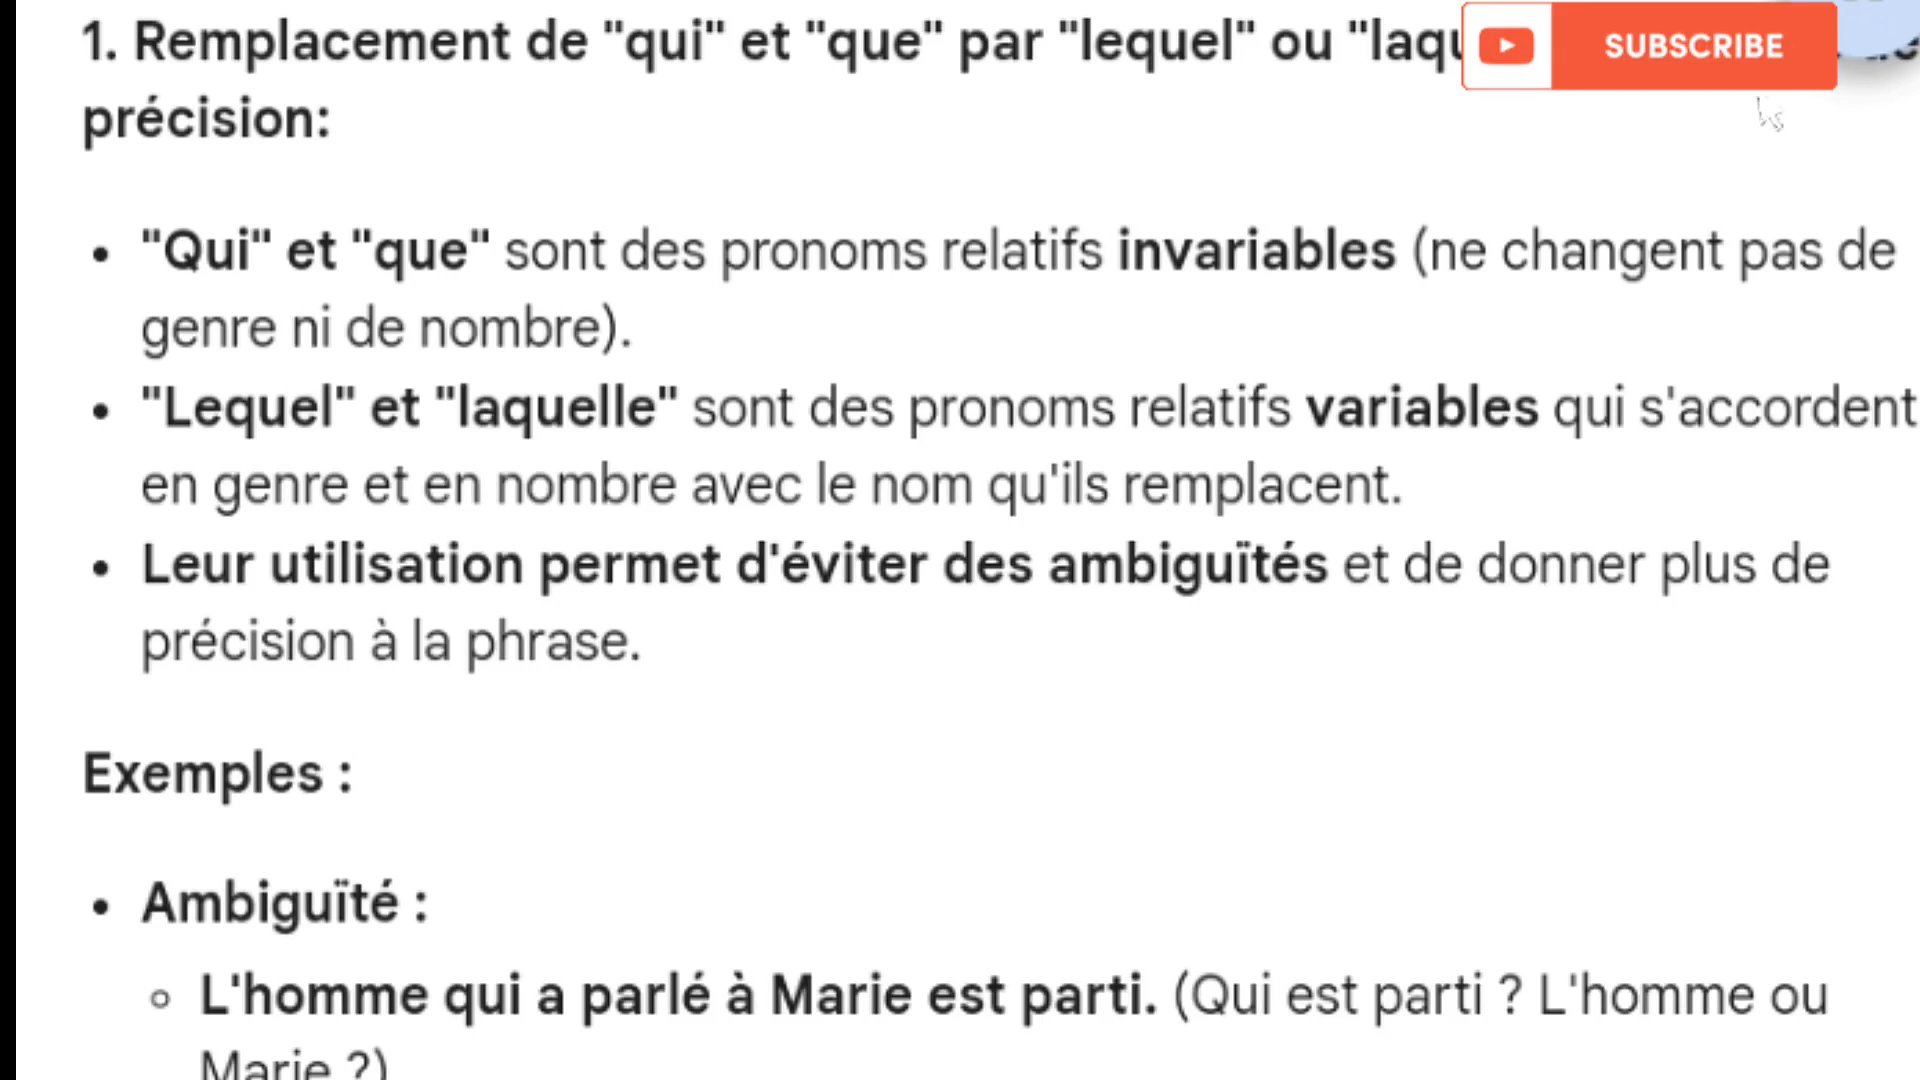 1. Remplacement de "qui" et "que" par "lequel" ou "laqu
SUBSCRIBE
précision:
• "Qui" et "que" sont des pronoms relatifs invariables (ne changent pas de
genre ni de nombre).
• "Lequel" et "laquelle" sont des pronoms relatifs variables qui s'accordent
en genre et en nombre avec le nom qu'ils remplacent.
• Leur utilisation permet d'éviter des ambiguïtés et de donner plus de
précision à la phrase.
Exemples :
• Ambiguïté :
○ L'homme qui a parlé à Marie est parti. (Qui est parti ? L'homme ou
Marie ?)